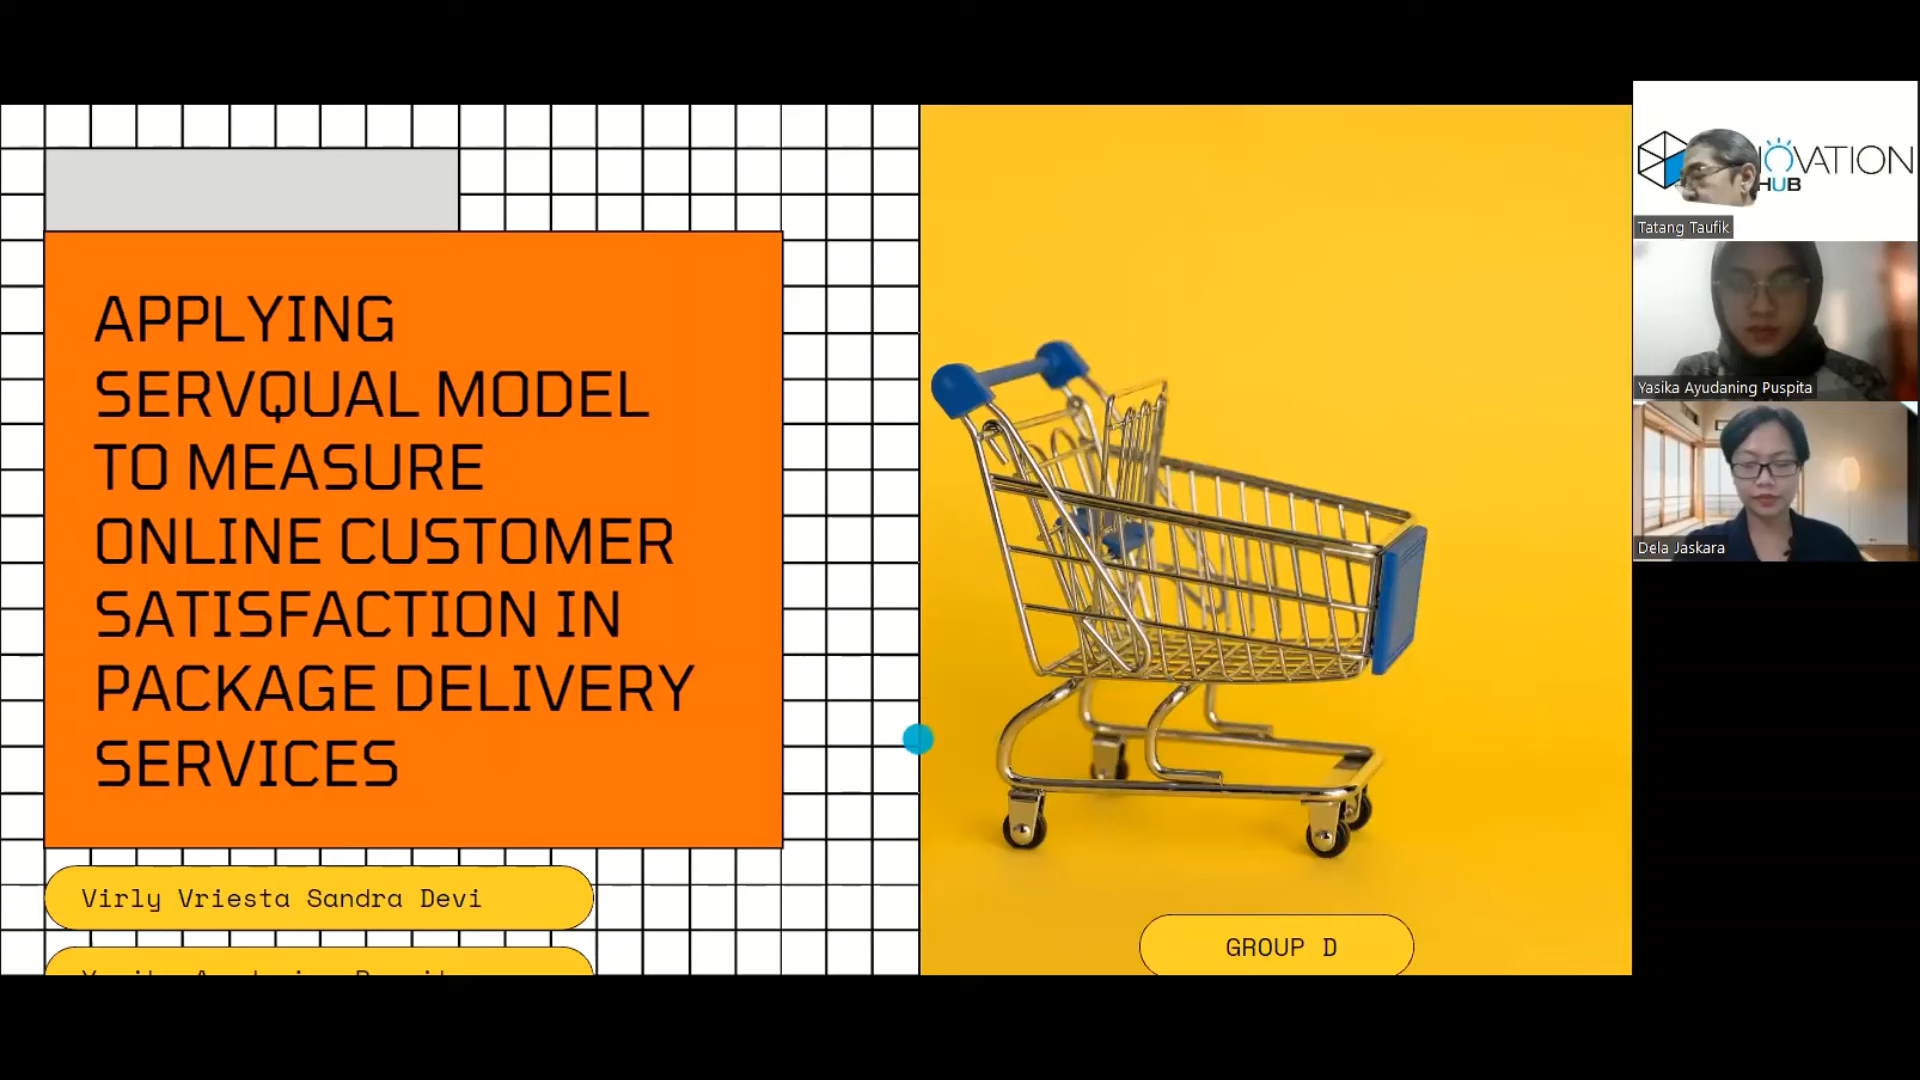 APPLYING
SERVQUAL MODEL
TO MEASURE
ONLINE CUSTOMER
SATISFACTION IN
PACKAGE DELIVERY
SERVICES
Virly Vriesta Sandra Devi
GROUP D
OVATION
HUB
Tatang Taufik
Yasika Ayudaning Puspita
Dela Jaskara